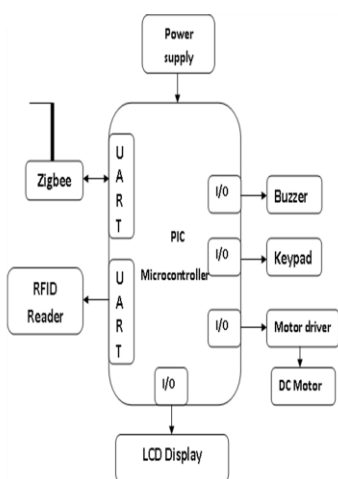 Power
supply
U
A
R
T
Zigbee
I/O
Buzzer
PIC
Microcontroller
I/O
Keypad
RFID
Reader
U
A
R
T
I/O
Motor driver
I/O
DC Motor
LCD Display